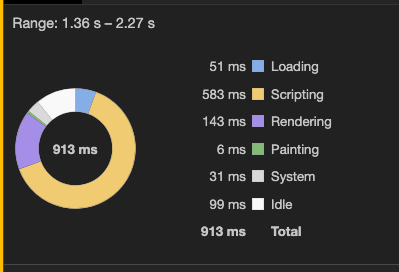 Range: 1.36 s – 2.27 s
51 ms Loading
583 ms Scripting
143 ms Rendering
913 ms
6 ms Painting
31 ms System
99 ms Idle
913 ms Total